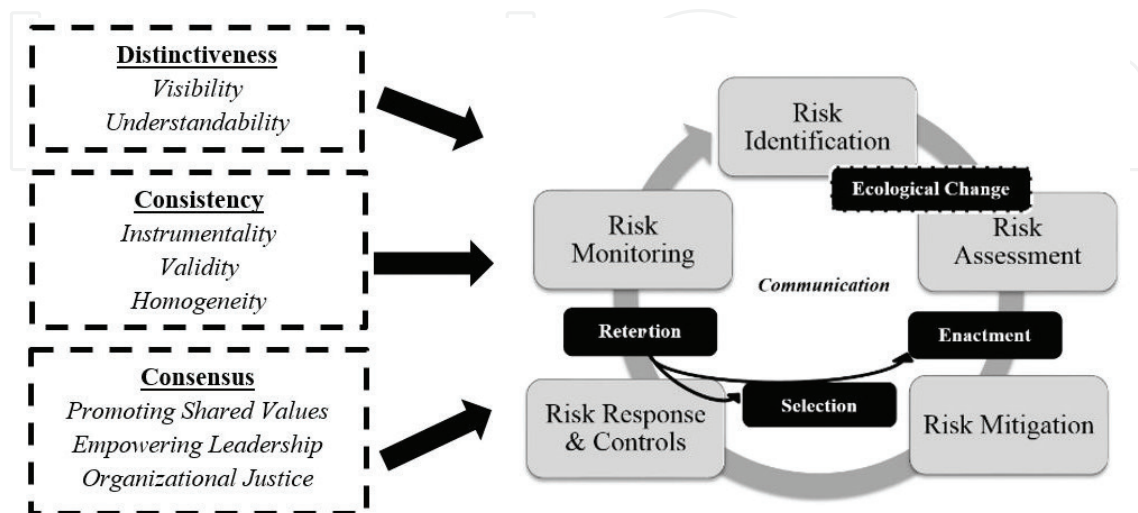 Distinctiveness
Visibility
Understandability
Consistency
Instrumentality
Validity
Homogeneity
Consensus
Promoting Shared Values
Empowering Leadership
Organizational Justice
Risk
Identification
Ecological Change
Risk
Assessment
Risk
Monitoring
Communication
Retention
Enactment
Selection
Risk Response
& Controls
Risk Mitigation